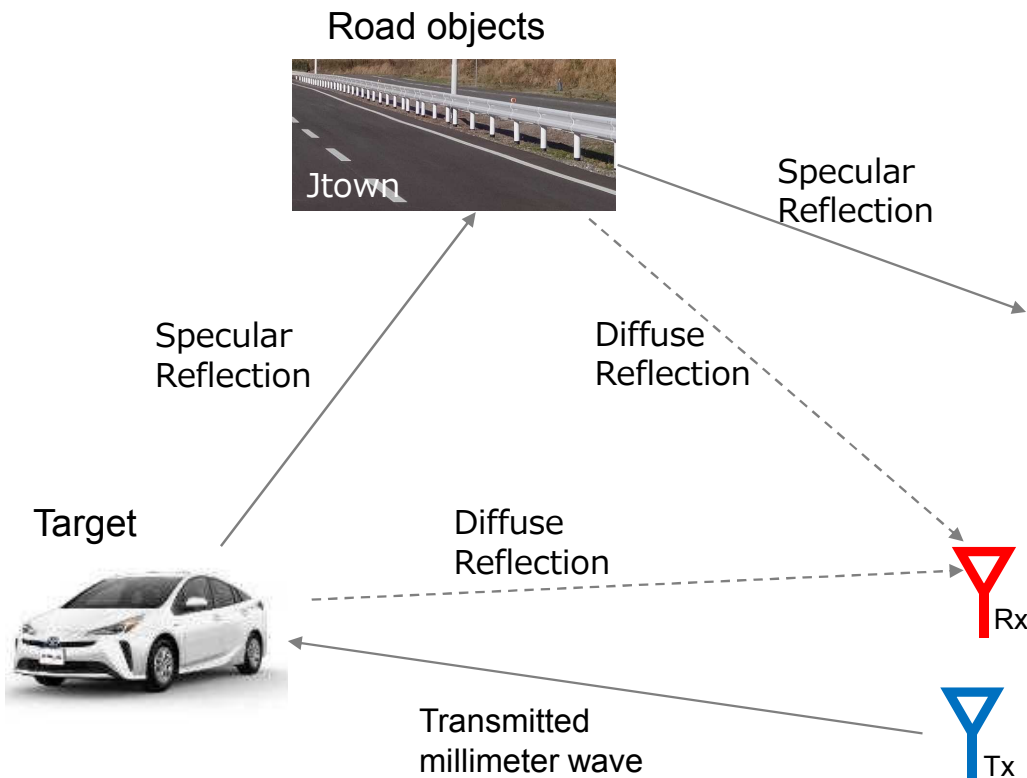 Road objects
Jtown
Specular
Reflection
Specular
Reflection
Diffuse
Reflection
Target
Diffuse
Reflection
Rx
Transmitted
millimeter wave
Tx